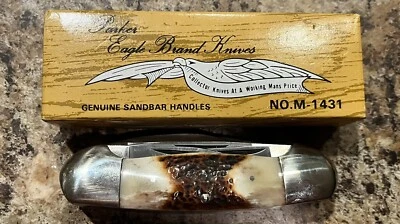 Parker
Eagle Brand Knives
Collector Knives At A Working Mans Price
GENUINE SANDBAR HANDLES
NO.M-1431